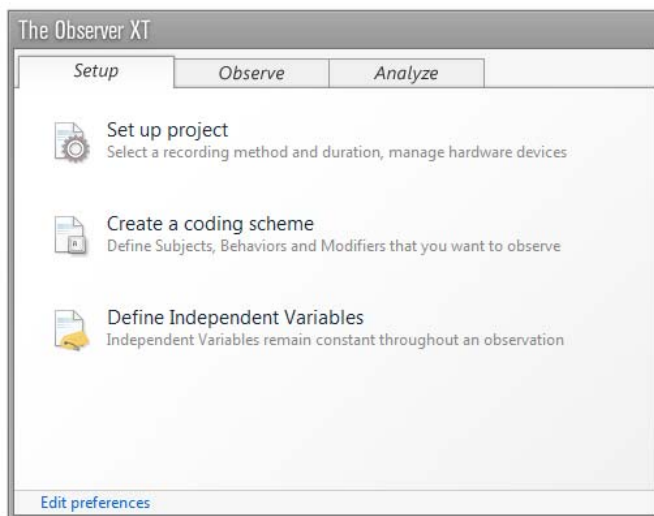 The Observer XT
Setup Observe Analyze
Set up project
Select a recording method and duration, manage hardware devices
Create a coding scheme
Define Subjects, Behaviors and Modifiers that you want to observe
Define Independent Variables
Independent Variables remain constant throughout an observation
Edit preferences